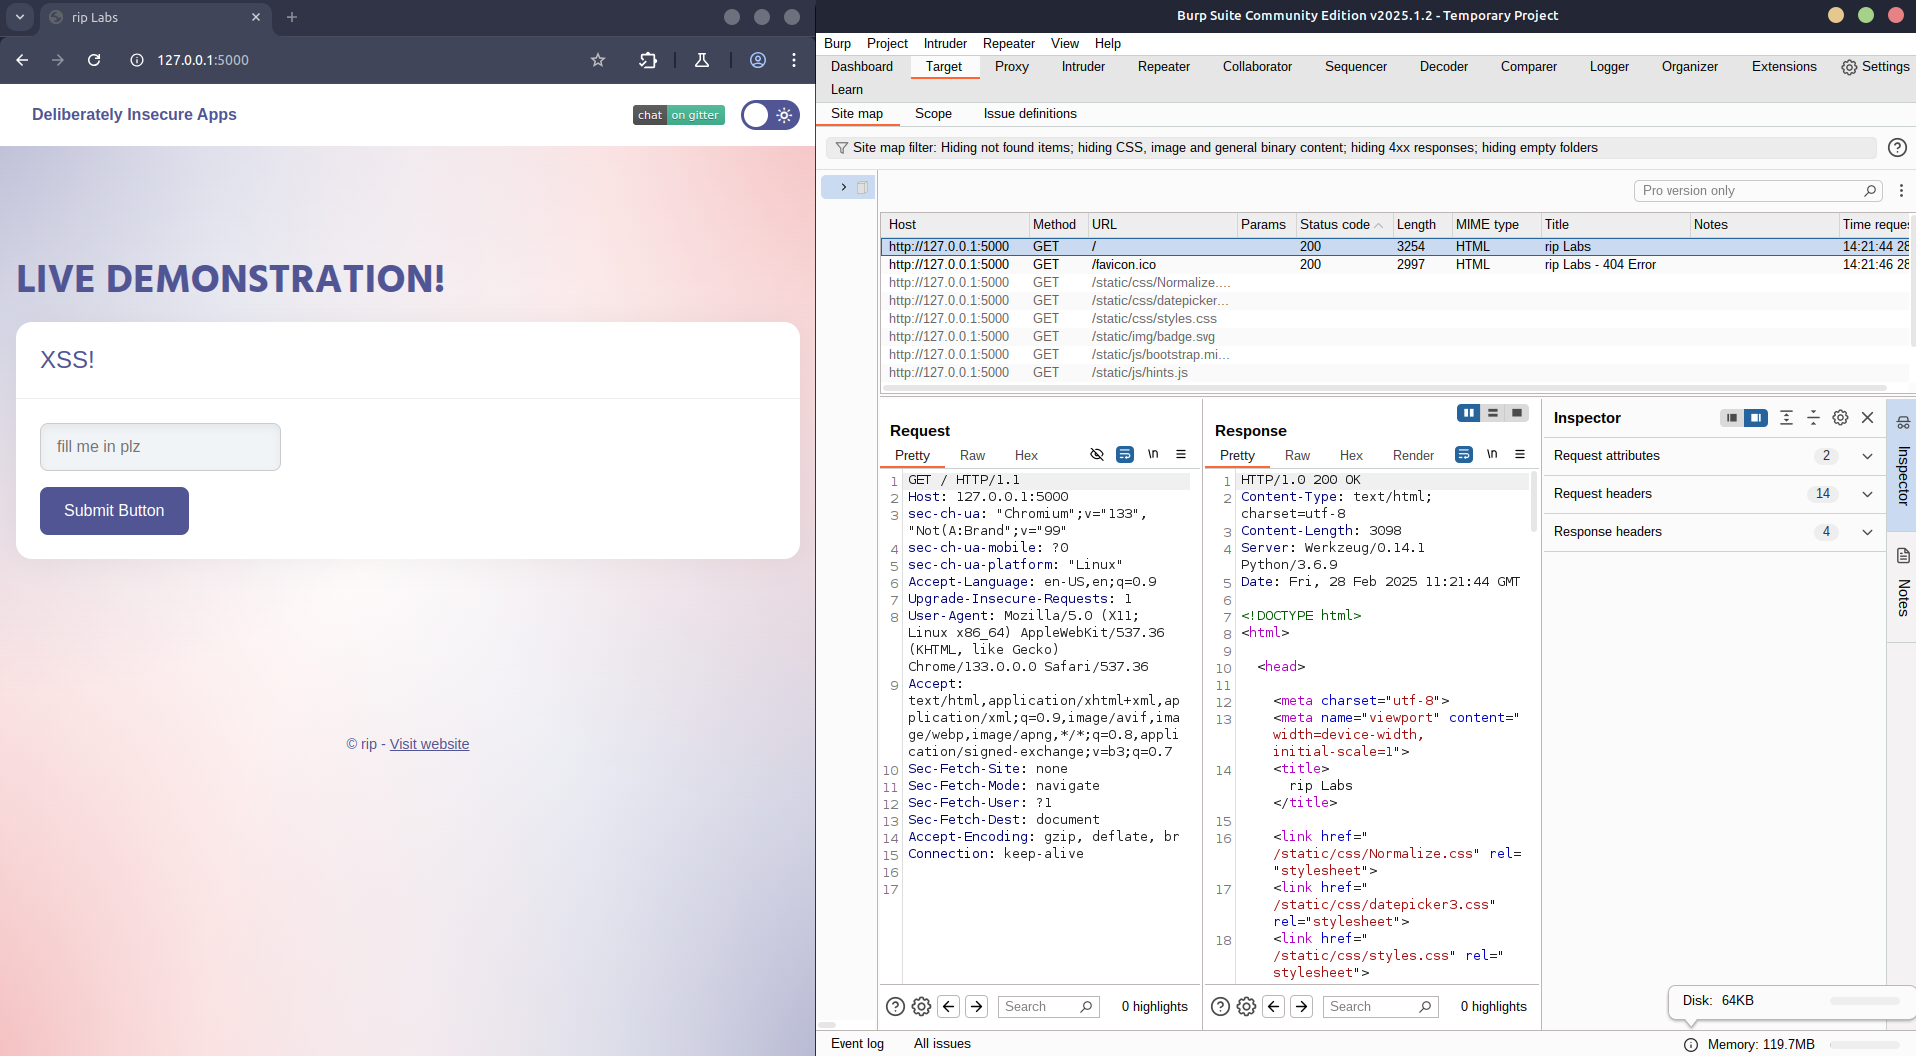 rip Labs
127.0.0.1:5000
Deliberately Insecure Apps
chat on gitter
LIVE DEMONSTRATION!
XSS!
fill me in plz
Submit Button
© rip - Visit website
Burp Suite Community Edition v2025.1.2 - Temporary Project
Burp Project Intruder Repeater View Help
Dashboard Target Proxy Intruder Repeater Collaborator Sequencer Decoder Comparer Logger Organizer Extensions Settings
Learn
Site map Scope Issue definitions
Site map filter: Hiding not found items; hiding CSS, image and general binary content; hiding 4xx responses; hiding empty folders
Pro version only
Host Method URL Params Status code Length MIME type Title Notes Time reque
http://127.0.0.1:5000 GET / 200 3254 HTML rip Labs 14:21:44 28
http://127.0.0.1:5000 GET /favicon.ico 200 2997 HTML rip Labs - 404 Error 14:21:46 28
http://127.0.0.1:5000 GET /static/css/Normalize....
http://127.0.0.1:5000 GET /static/css/datepicker...
http://127.0.0.1:5000 GET /static/css/styles.css
http://127.0.0.1:5000 GET /static/img/badge.svg
http://127.0.0.1:5000 GET /static/js/bootstrap.mi...
http://127.0.0.1:5000 GET /static/js/hints.js
Request
Pretty Raw Hex \n
1 GET / HTTP/1.1
2 Host: 127.0.0.1:5000
3 sec-ch-ua: "Chromium";v="133",
"Not(A:Brand";v="99"
4 sec-ch-ua-mobile: ?0
5 sec-ch-ua-platform: "Linux"
6 Accept-Language: en-US,en;q=0.9
7 Upgrade-Insecure-Requests: 1
8 User-Agent: Mozilla/5.0 (X11;
Linux x86_64) AppleWebKit/537.36
(KHTML, like Gecko)
Chrome/133.0.0.0 Safari/537.36
9 Accept:
text/html,application/xhtml+xml,ap
plication/xml;q=0.9,image/avif,ima
ge/webp,image/apng,*/*;q=0.8,appli
cation/signed-exchange;v=b3;q=0.7
10 Sec-Fetch-Site: none
11 Sec-Fetch-Mode: navigate
12 Sec-Fetch-User: ?1
13 Sec-Fetch-Dest: document
14 Accept-Encoding: gzip, deflate, br
15 Connection: keep-alive
16
17
Search 0 highlights
Response
Pretty Raw Hex Render \n
1 HTTP/1.0 200 OK
2 Content-Type: text/html;
charset=utf-8
3 Content-Length: 3098
4 Server: Werkzeug/0.14.1
Python/3.6.9
5 Date: Fri, 28 Feb 2025 11:21:44 GMT
6
7 <!DOCTYPE html>
8 <html>
9
10 <head>
11
12 <meta charset="utf-8">
13 <meta name="viewport" content="
width=device-width,
initial-scale=1">
14 <title>
rip Labs
</title>
15
16 <link href="
/static/css/Normalize.css" rel=
"stylesheet">
17 <link href="
/static/css/datepicker3.css"
rel="stylesheet">
18 <link href="
/static/css/styles.css" rel="
stylesheet">
Search 0 highlights
Inspector
Request attributes 2
Request headers 14
Response headers 4
Inspector
Notes
Disk: 64KB
Event log All issues
Memory: 119.7MB